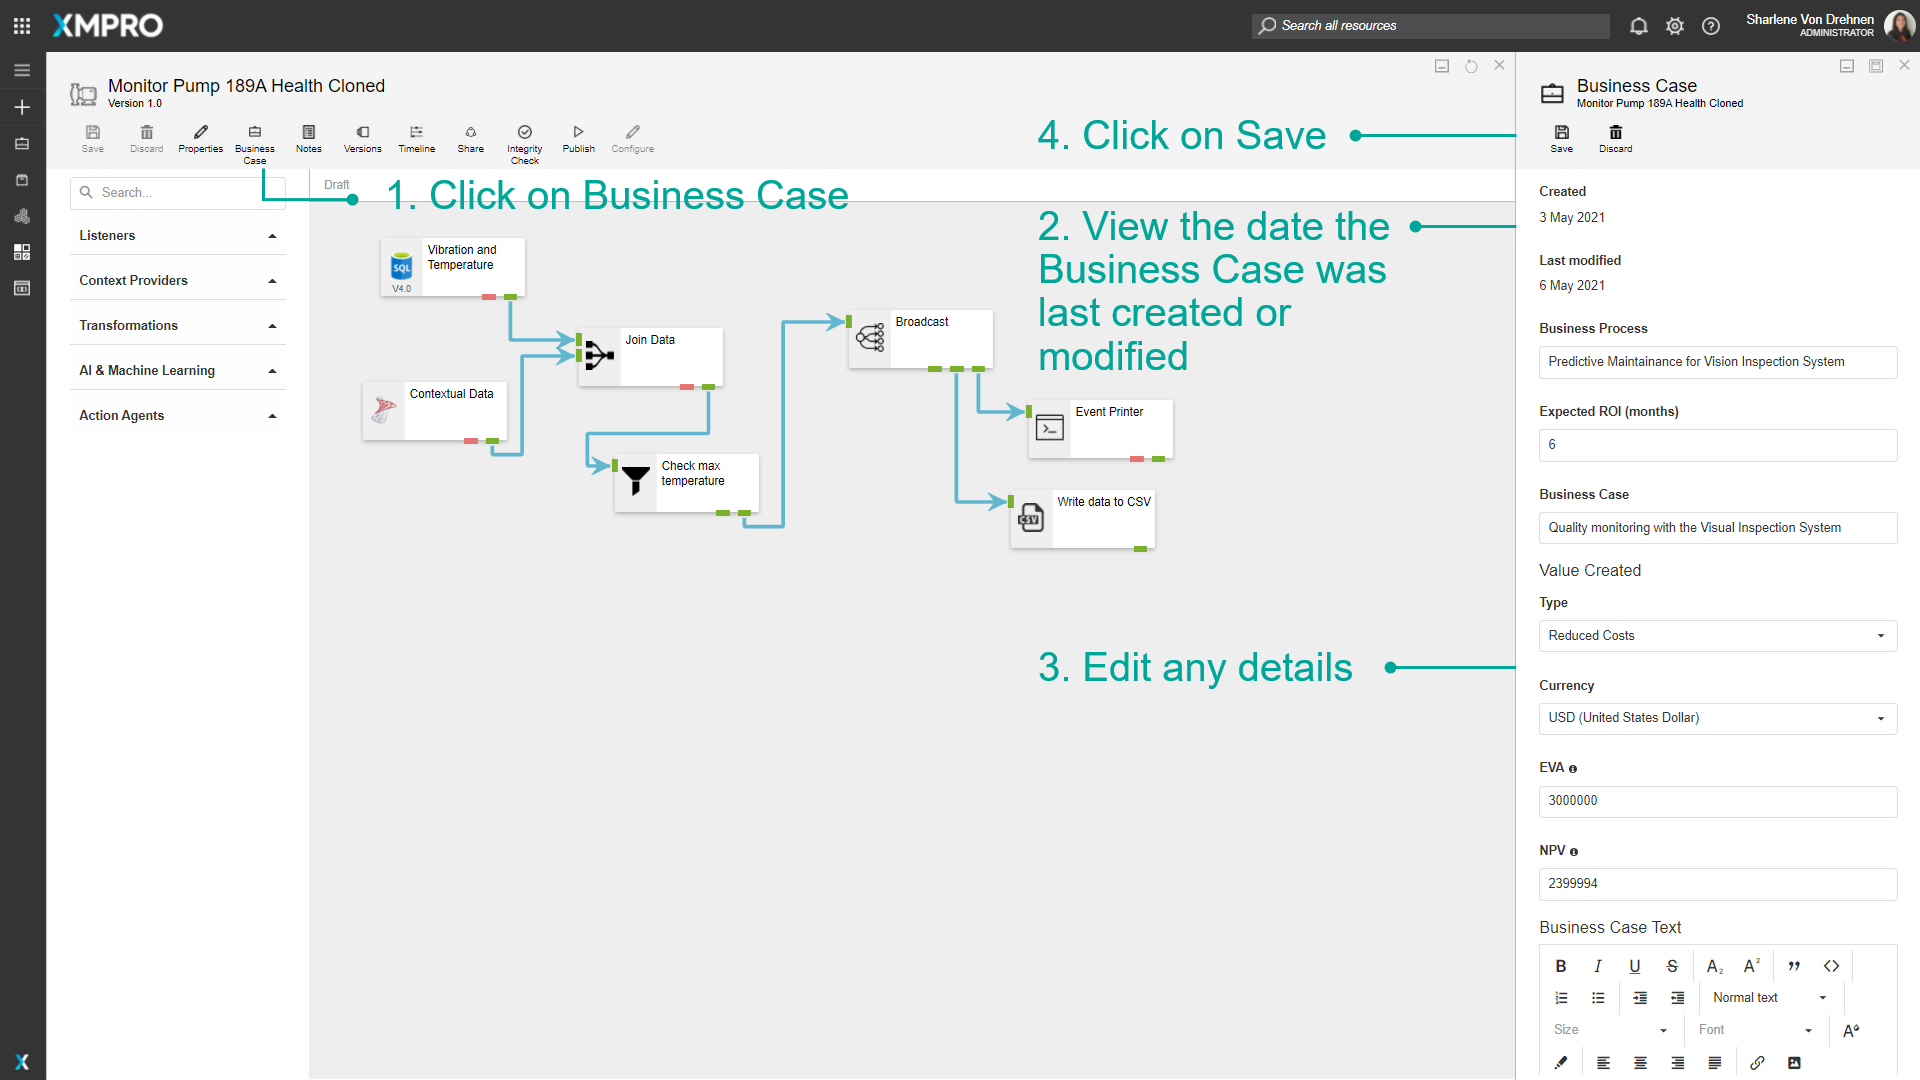 XMPRO
Search all resources
Sharlene Von Drehnen
ADMINISTRATOR
Monitor Pump 189A Health Cloned
Version 1.0
Save
Discard
Properties
Business
Case
Notes
Versions
Timeline
Share
Integrity
Check
Publish
Configure
Search...
Listeners
Context Providers
Transformations
AI & Machine Learning
Action Agents
Draft
1. Click on Business Case
4. Click on Save
2. View the date the
Business Case was
last created or
modified
3. Edit any details
SQL
V4.0
Vibration and
Temperature
Contextual Data
Join Data
Check max
temperature
Broadcast
Event Printer
CSV
Write data to CSV
Business Case
Monitor Pump 189A Health Cloned
Save
Discard
Created
3 May 2021
Last modified
6 May 2021
Business Process
Predictive Maintainance for Vision Inspection System
Expected ROI (months)
6
Business Case
Quality monitoring with the Visual Inspection System
Value Created
Type
Reduced Costs
Currency
USD (United States Dollar)
EVA
3000000
NPV
2399994
Business Case Text
B I U S A2 A2 ” <>
Normal text
Size
Font
A
X